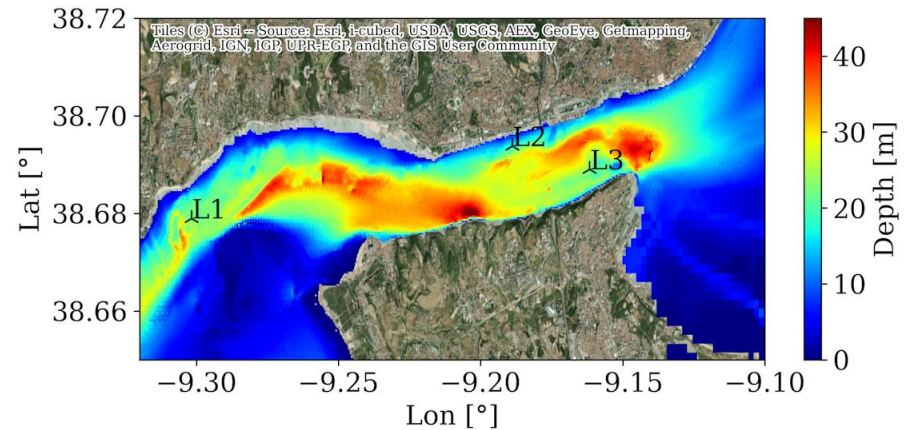 Tiles (C) Esri -- Source: Esri, i-cubed, USDA, USGS, AEX, GeoEye, Getmapping,
Aerogrid, IGN, IGP, UPR-EGP, and the GIS User Community
38.72
38.70
38.68
38.66
Lat [°]
L1
L2
L3
−9.30
−9.25
−9.20
−9.15
−9.10
Lon [°]
40
30
20
10
0
Depth [m]